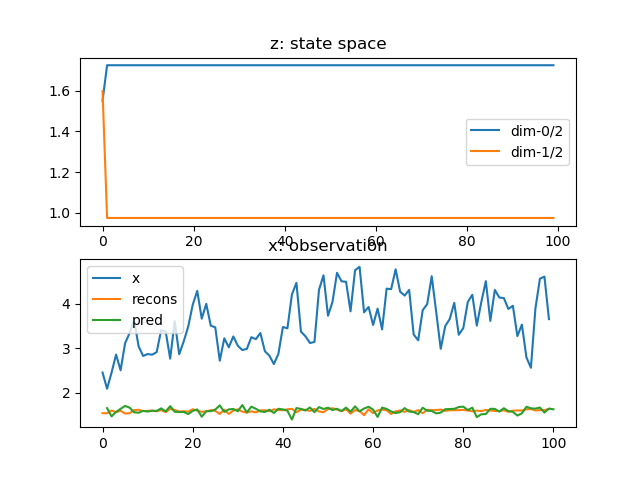 z: state space
1.6
1.4
1.2
1.0
dim-0/2
dim-1/2
0 20 40 60 80 100
x: observation
4
3
2
x
recons
pred
0 20 40 60 80 100